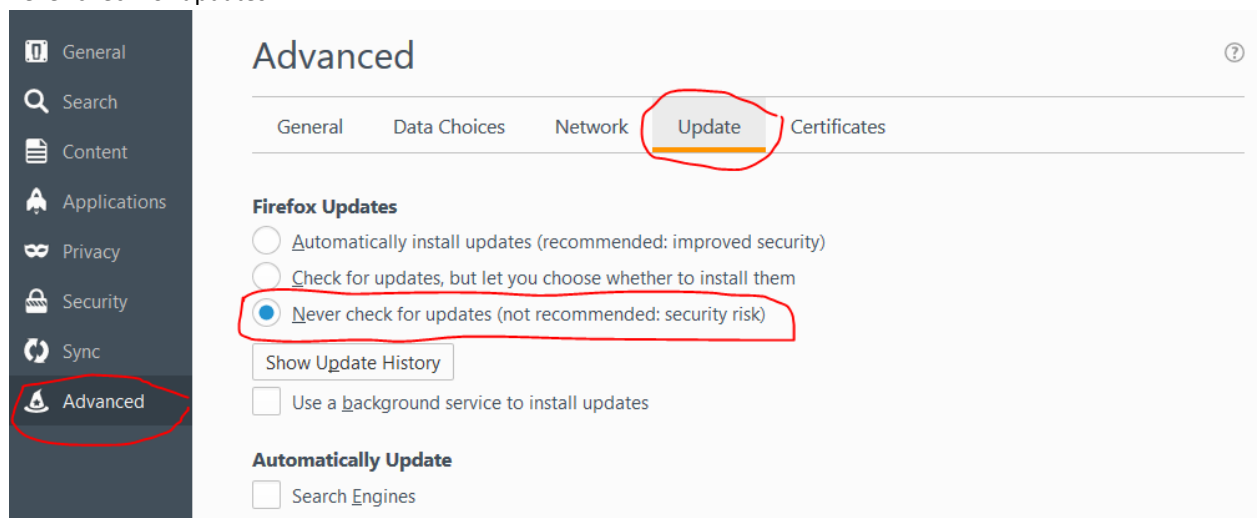 General
Search
Content
Applications
Privacy
Security
Sync
Advanced
Advanced
General Data Choices Network Update Certificates
Firefox Updates
Automatically install updates (recommended: improved security)
Check for updates, but let you choose whether to install them
Never check for updates (not recommended: security risk)
Show Update History
Use a background service to install updates
Automatically Update
Search Engines